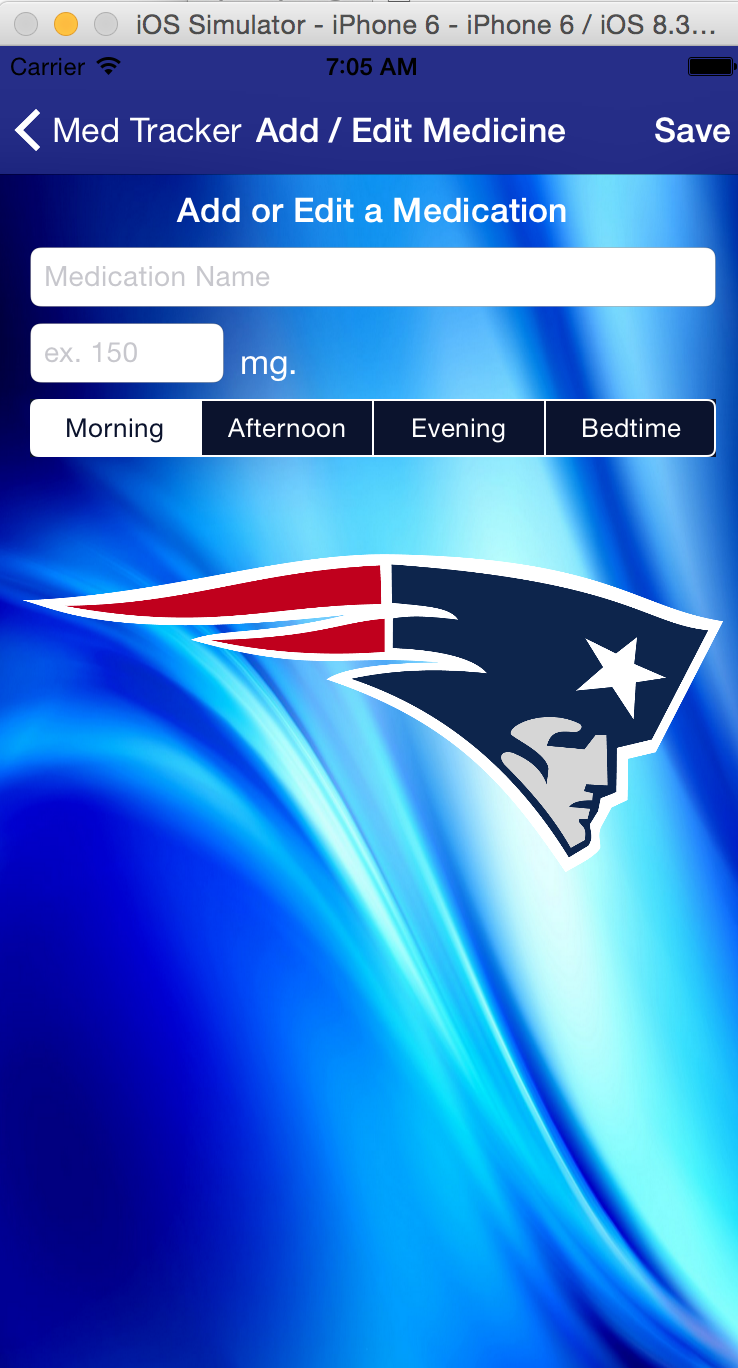 iOS Simulator - iPhone 6 - iPhone 6 / iOS 8.3...
Carrier 7:05 AM
Med Tracker Add / Edit Medicine Save
Add or Edit a Medication
Medication Name
ex. 150 mg.
Morning Afternoon Evening Bedtime